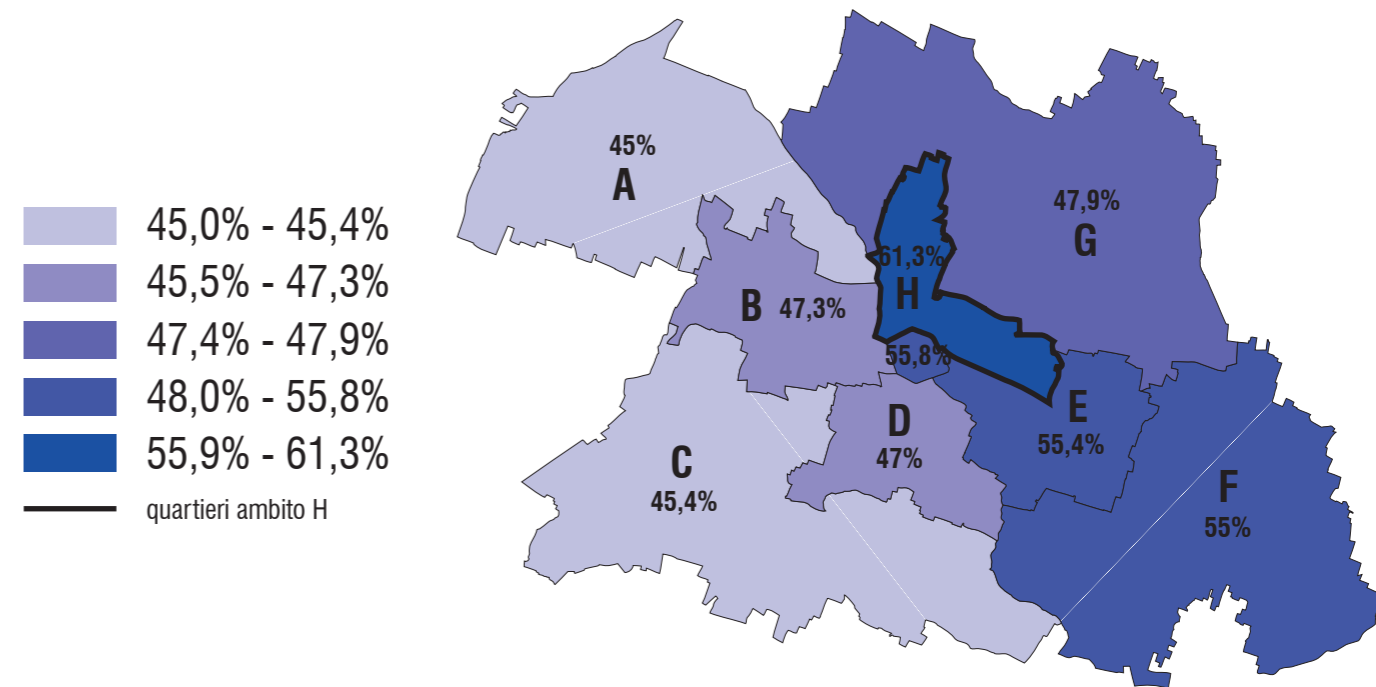 45,0% - 45,4%
45,5% - 47,3%
47,4% - 47,9%
48,0% - 55,8%
55,9% - 61,3%
quartieri ambito H
45%
A
47,9%
G
61,3%
H
B 47,3%
55,8%
D
47%
E
55,4%
C
45,4%
F
55%